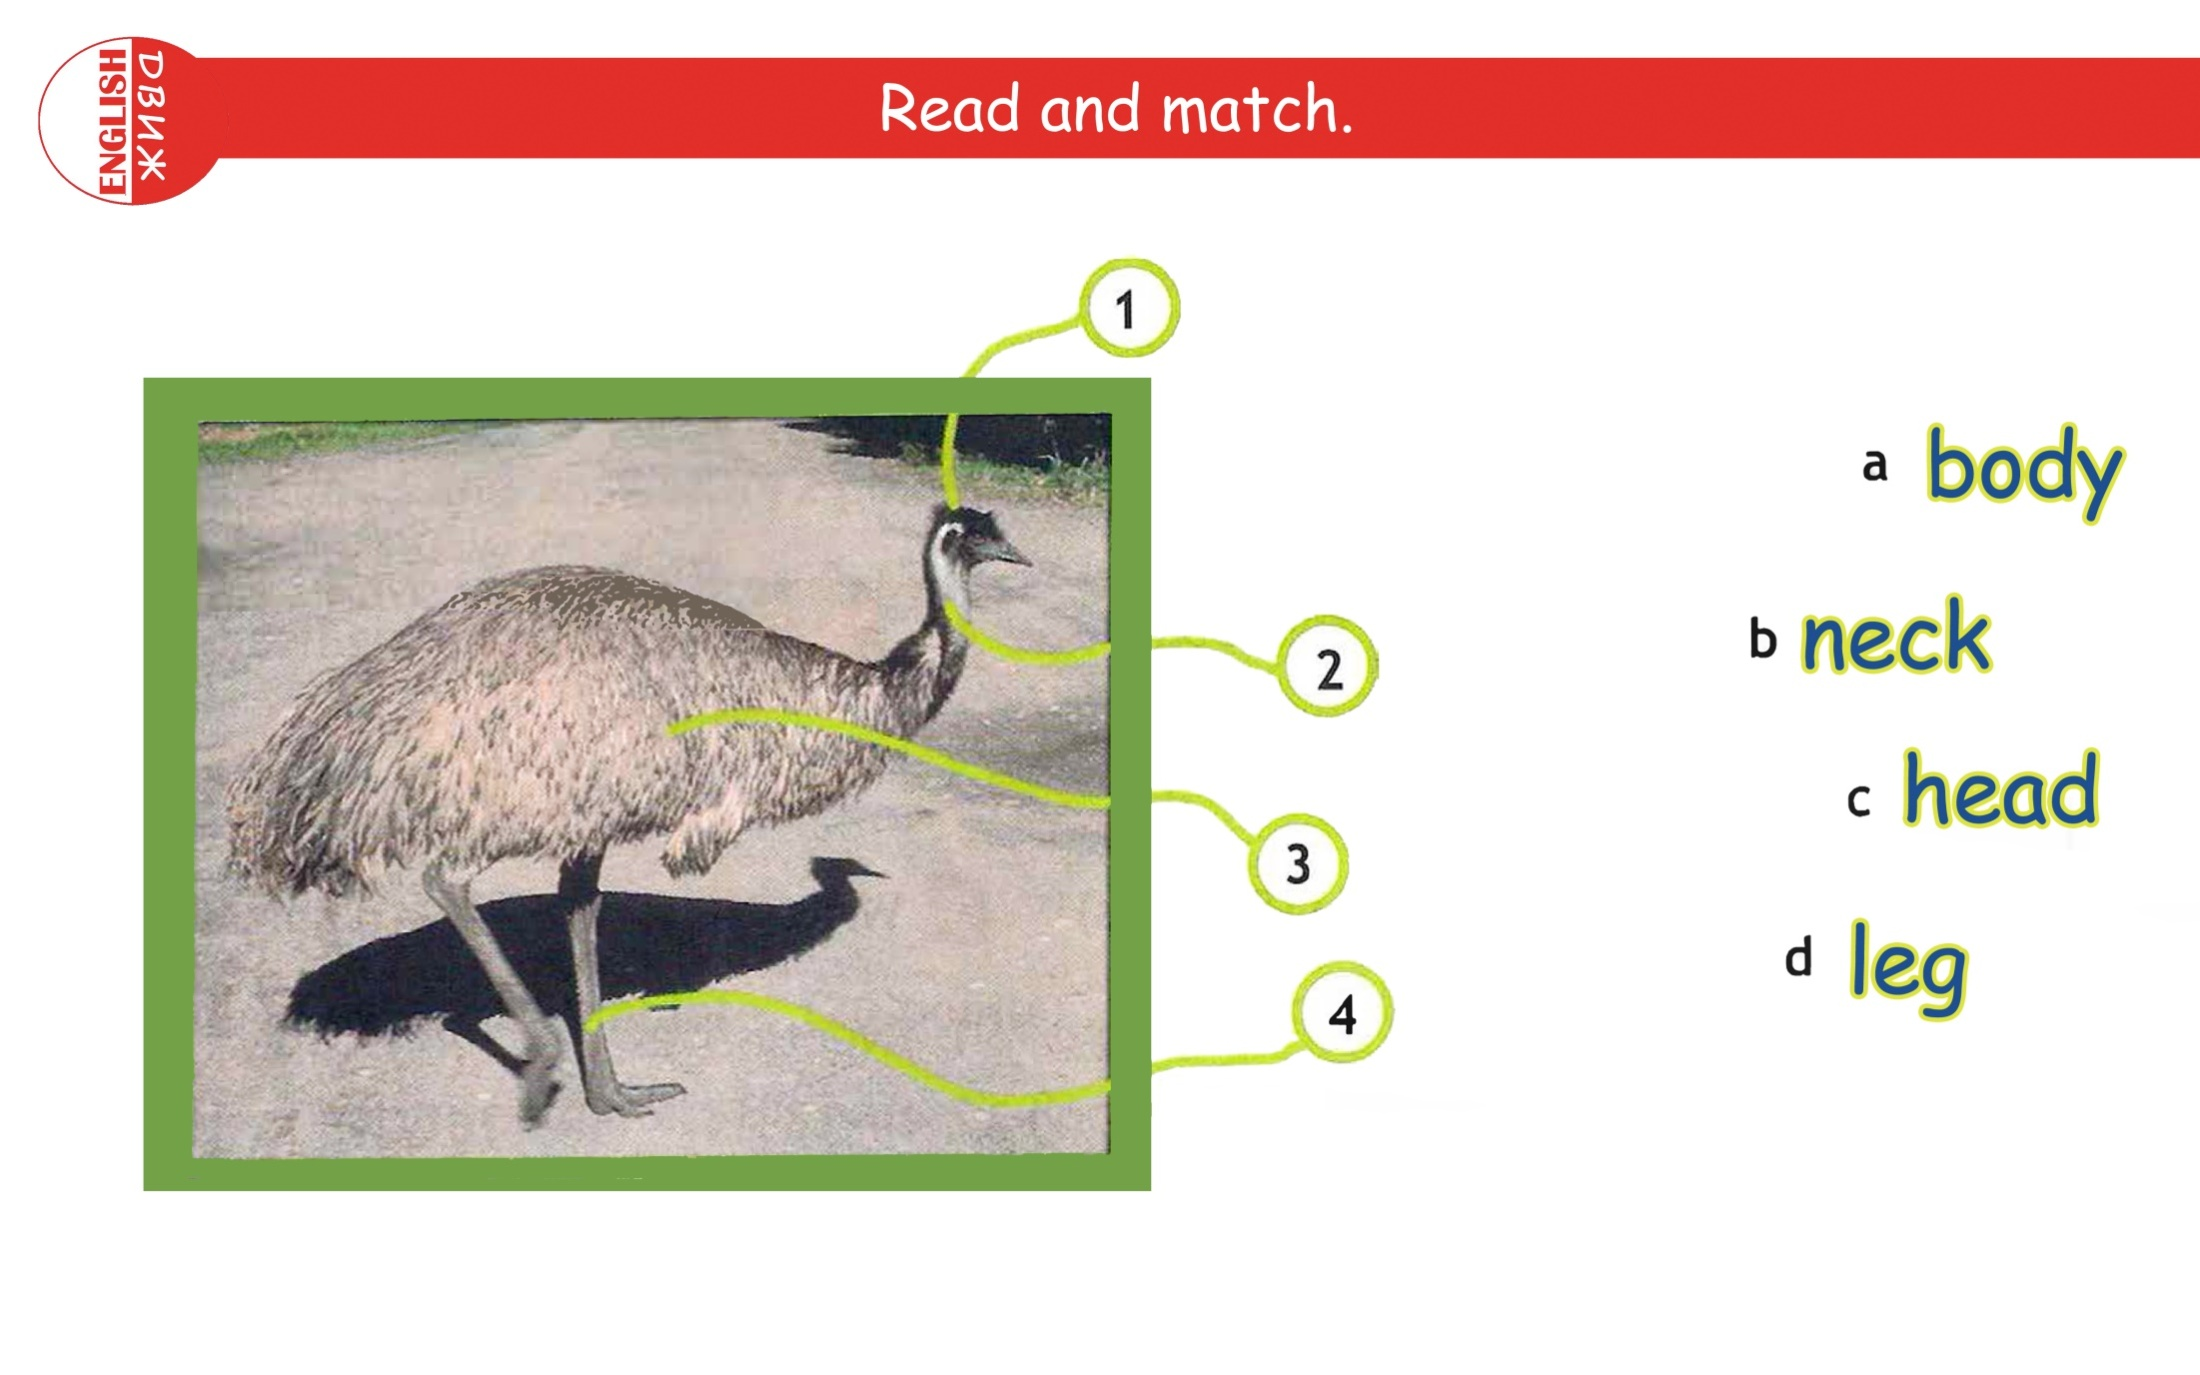 ENGLISH
ДВИЖ
Read and match.
1
2
3
4
a body
b neck
c head
d leg